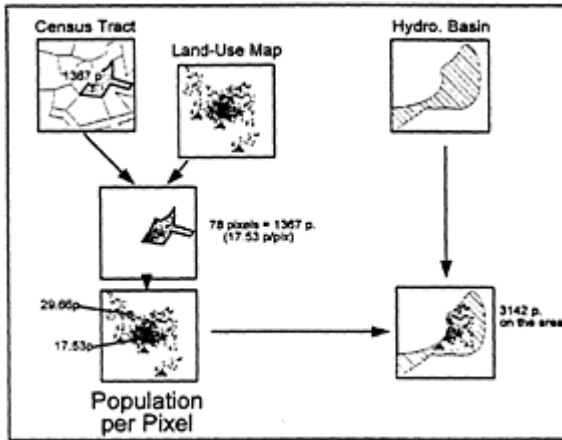 Census Tract
Land-Use Map
Hydro. Basin
1367 p.
78 pixels = 1367 p.
(17.53 p/pix)
29.66p
17.53p
3142 p.
on the area
Population
per Pixel